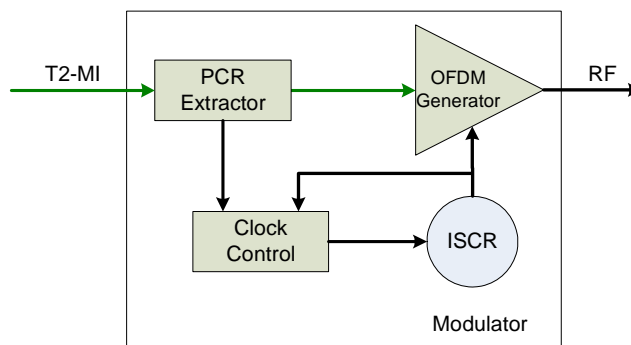 T2-MI
PCR
Extractor
OFDM
Generator
RF
Clock
Control
ISCR
Modulator